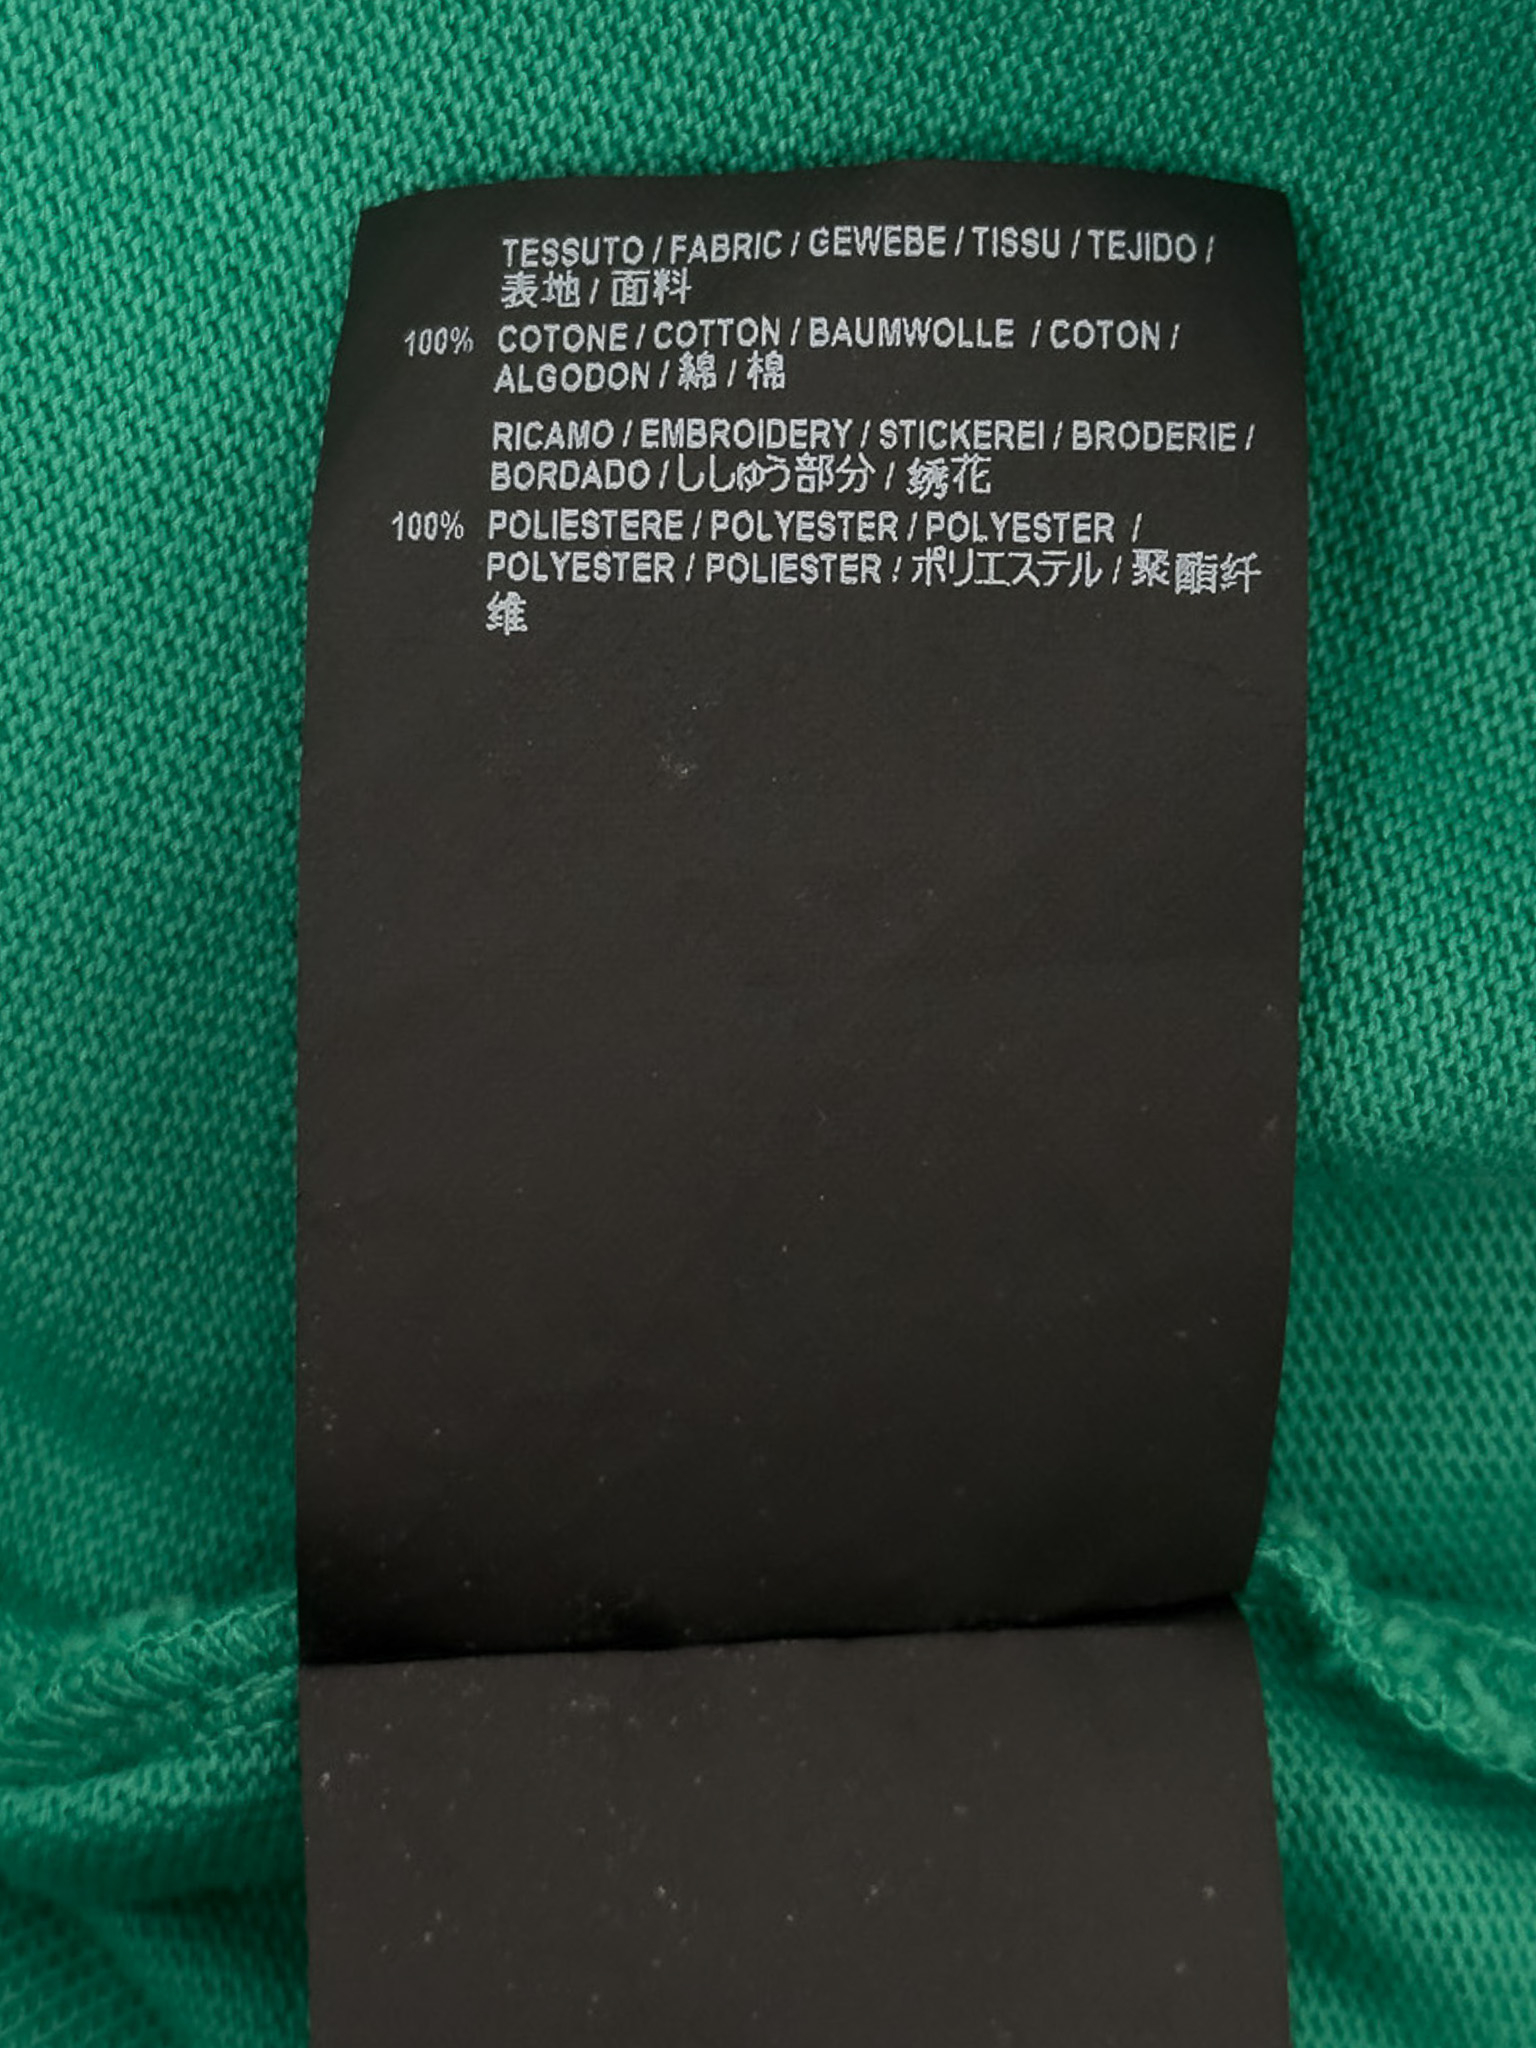 TESSUTO / FABRIC / GEWEBE / TISSU / TEJIDO /
表地 / 面料
100% COTONE / COTTON / BAUMWOLLE / COTON /
ALGODON / 綿 / 棉
RICAMO / EMBROIDERY / STICKEREI / BRODERIE /
BORDADO / ししゅう部分 / 绣花
100% POLIESTERE / POLYESTER / POLYESTER /
POLYESTER / POLIESTER / ポリエステル / 聚酯纤
维